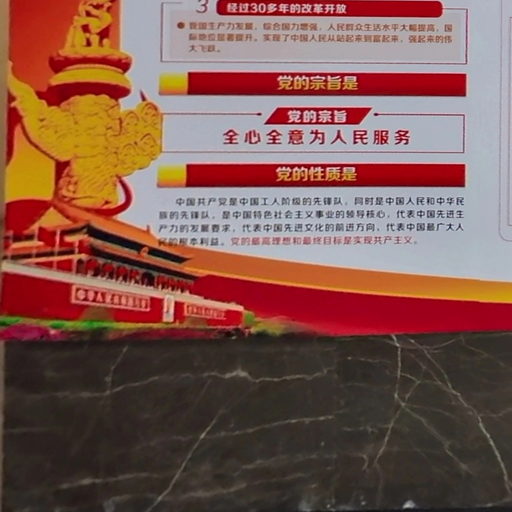 3 经过30多年的改革开放
● 我国生产力发展，综合国力增强，人民群众生活水平大幅提高，国
际地位显著提升。实现了中国人民从站起来到富起来、强起来的伟
大飞跃。
党的宗旨是
党的宗旨
全心全意为人民服务
党的性质是
中国共产党是中国工人阶级的先锋队，同时是中国人民和中华民
族的先锋队，是中国特色社会主义事业的领导核心，代表中国先进生
产力的发展要求，代表中国先进文化的前进方向，代表中国最广大人
民的根本利益。党的最高理想和最终目标是实现共产主义。
中华人民共和国万岁